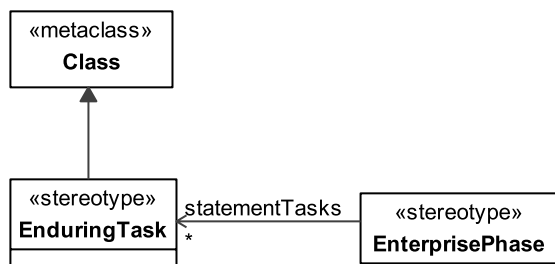 «metaclass»
Class
«stereotype»
EnduringTask
statementTasks
*
«stereotype»
EnterprisePhase